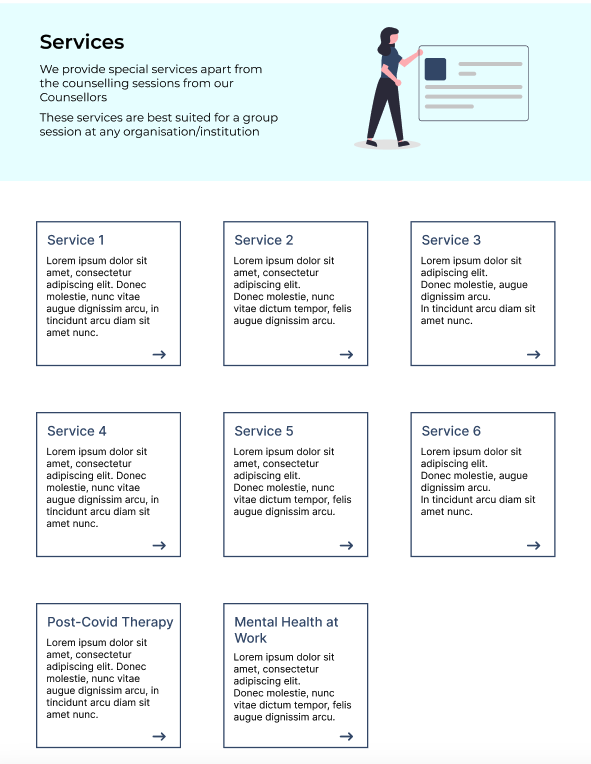 Services
We provide special services apart from
the counselling sessions from our
Counsellors
These services are best suited for a group
session at any organisation/institution
Service 1
Lorem ipsum dolor sit
amet, consectetur
adipiscing elit. Donec
molestie, nunc vitae
augue dignissim arcu, in
tincidunt arcu diam sit
amet nunc.
Service 2
Lorem ipsum dolor sit
amet, consectetur
adipiscing elit.
Donec molestie, nunc
vitae dictum tempor, felis
augue dignissim arcu.
Service 3
Lorem ipsum dolor sit
adipiscing elit.
Donec molestie, augue
dignissim arcu.
In tincidunt arcu diam sit
amet nunc.
Service 4
Lorem ipsum dolor sit
amet, consectetur
adipiscing elit. Donec
molestie, nunc vitae
augue dignissim arcu, in
tincidunt arcu diam sit
amet nunc.
Service 5
Lorem ipsum dolor sit
amet, consectetur
adipiscing elit.
Donec molestie, nunc
vitae dictum tempor, felis
augue dignissim arcu.
Service 6
Lorem ipsum dolor sit
adipiscing elit.
Donec molestie, augue
dignissim arcu.
In tincidunt arcu diam sit
amet nunc.
Post-Covid Therapy
Lorem ipsum dolor sit
amet, consectetur
adipiscing elit. Donec
molestie, nunc vitae
augue dignissim arcu, in
tincidunt arcu diam sit
amet nunc.
Mental Health at
Work
Lorem ipsum dolor sit
amet, consectetur
adipiscing elit.
Donec molestie, nunc
vitae dictum tempor, felis
augue dignissim arcu.